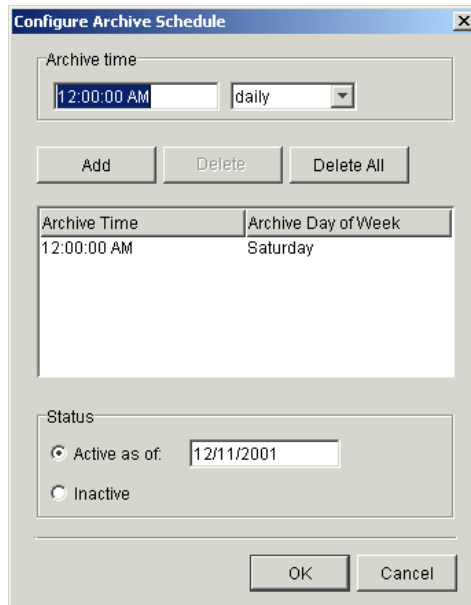 Configure Archive Schedule
Archive time
12:00:00 AM daily
Add Delete Delete All
Archive Time Archive Day of Week
12:00:00 AM Saturday
Status
Active as of: 12/11/2001
Inactive
OK Cancel